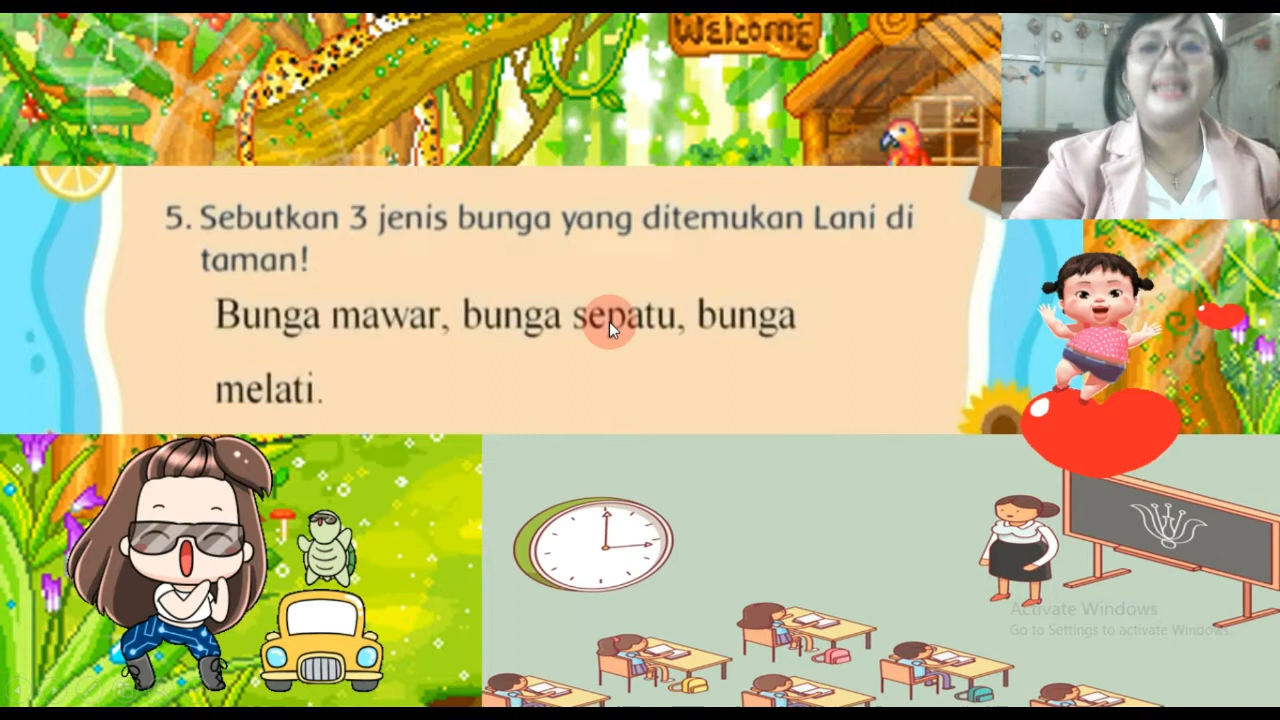 Welcome
5. Sebutkan 3 jenis bunga yang ditemukan Lani di
taman!
Bunga mawar, bunga sepatu, bunga
melati.
Activate Windows
Go to Settings to activate Windows.